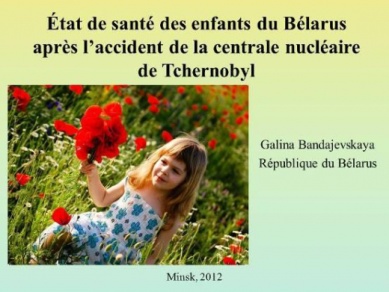 État de santé des enfants du Bélarus
après l’accident de la centrale nucléaire
de Tchernobyl
Galina Bandajevskaya
République du Bélarus
Minsk, 2012